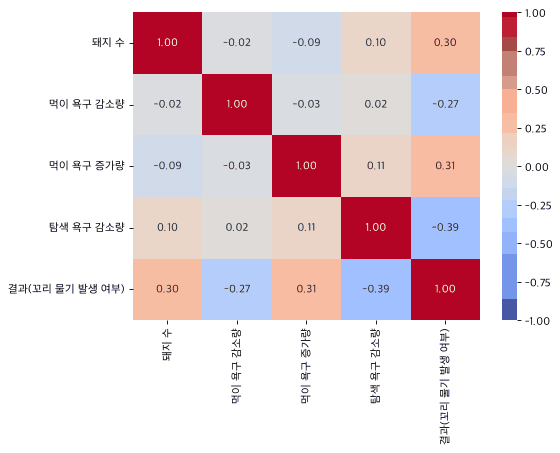 돼지 수 1.00 -0.02 -0.09 0.10 0.30
먹이 욕구 감소량 -0.02 1.00 -0.03 0.02 -0.27
먹이 욕구 증가량 -0.09 -0.03 1.00 0.11 0.31
탐색 욕구 감소량 0.10 0.02 0.11 1.00 -0.39
결과(꼬리 물기 발생 여부) 0.30 -0.27 0.31 -0.39 1.00
돼지 수
먹이 욕구 감소량
먹이 욕구 증가량
탐색 욕구 감소량
결과(꼬리 물기 발생 여부)
1.00
0.75
0.50
0.25
0.00
-0.25
-0.50
-0.75
-1.00